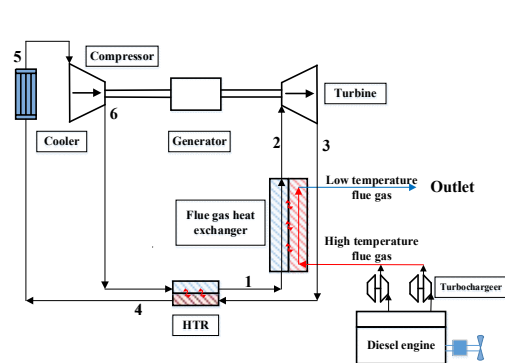 5
Compressor
Turbine
6
Cooler
Generator
2
3
Low temperature
flue gas
Outlet
Flue gas heat
exchanger
High temperature
flue gas
1
4
HTR
Turbochargeer
Diesel engine